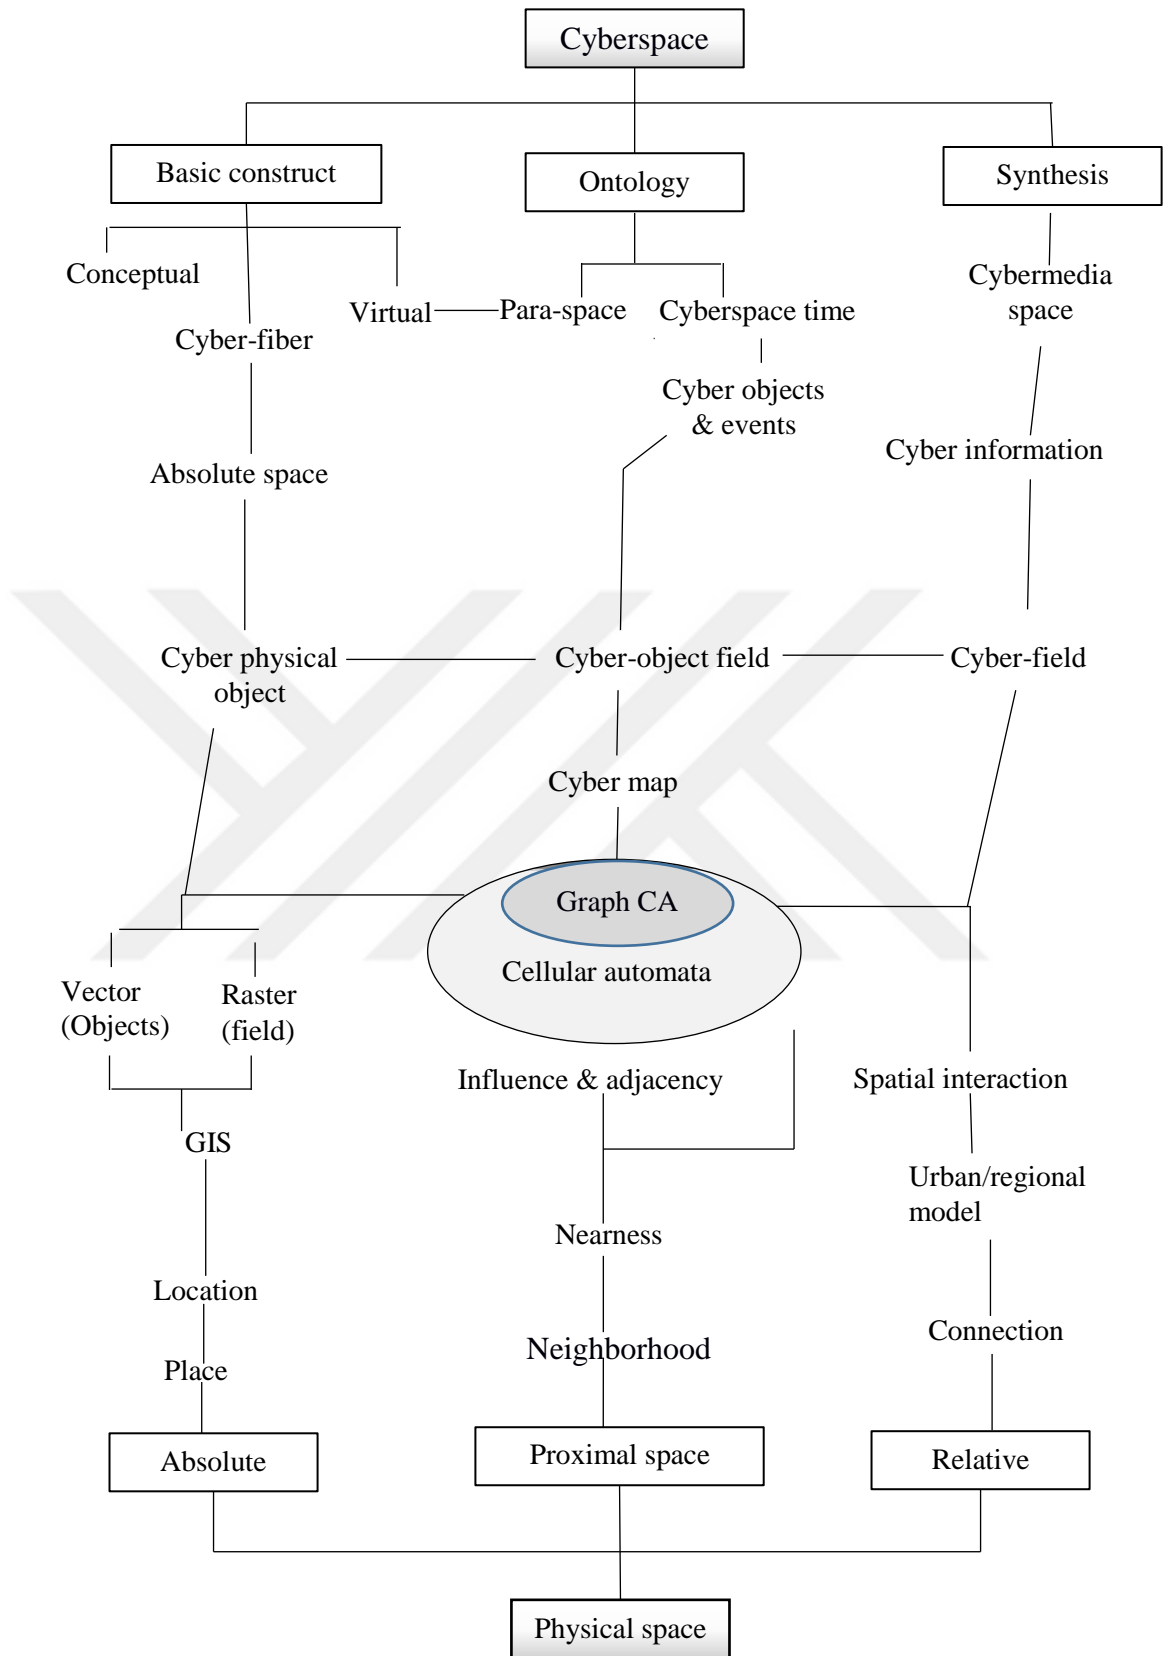 Cyberspace
Basic construct
Ontology
Synthesis
Conceptual
Cybermedia
space
Virtual
Para-space
Cyberspace time
Cyber-fiber
Cyber objects
& events
Cyber information
Absolute space
Cyber physical
object
Cyber-object field
Cyber-field
Cyber map
Graph CA
Cellular automata
Vector
(Objects)
Raster
(field)
Influence & adjacency
Spatial interaction
GIS
Urban/regional
model
Nearness
Location
Connection
Neighborhood
Place
Absolute
Proximal space
Relative
Physical space